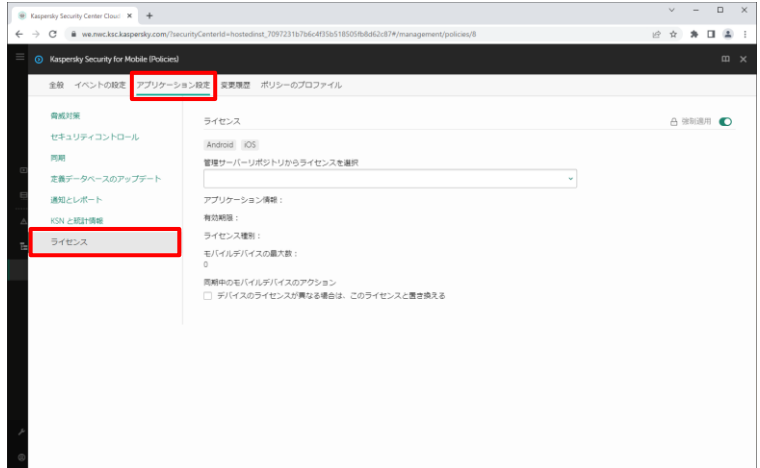 Kaspersky Security Center Cloud
we.nwc.ksc.kaspersky.com/?securityCenterId=hostedinst_7097231b7b6c4f35b518505fb8d62c87#/management/policies/8
Kaspersky Security for Mobile (Policies)
全般 イベントの設定 アプリケーション設定 変更履歴 ポリシーのプロファイル
脅威対策
セキュリティコントロール
同期
定義データベースのアップデート
通知とレポート
KSN と統計情報
ライセンス
ライセンス 強制適用
Android iOS
管理サーバーリポジトリからライセンスを選択
アプリケーション情報：
有効期限：
ライセンス種別：
モバイルデバイスの最大数：
0
同期中のモバイルデバイスのアクション
デバイスのライセンスが異なる場合は、このライセンスと置き換える